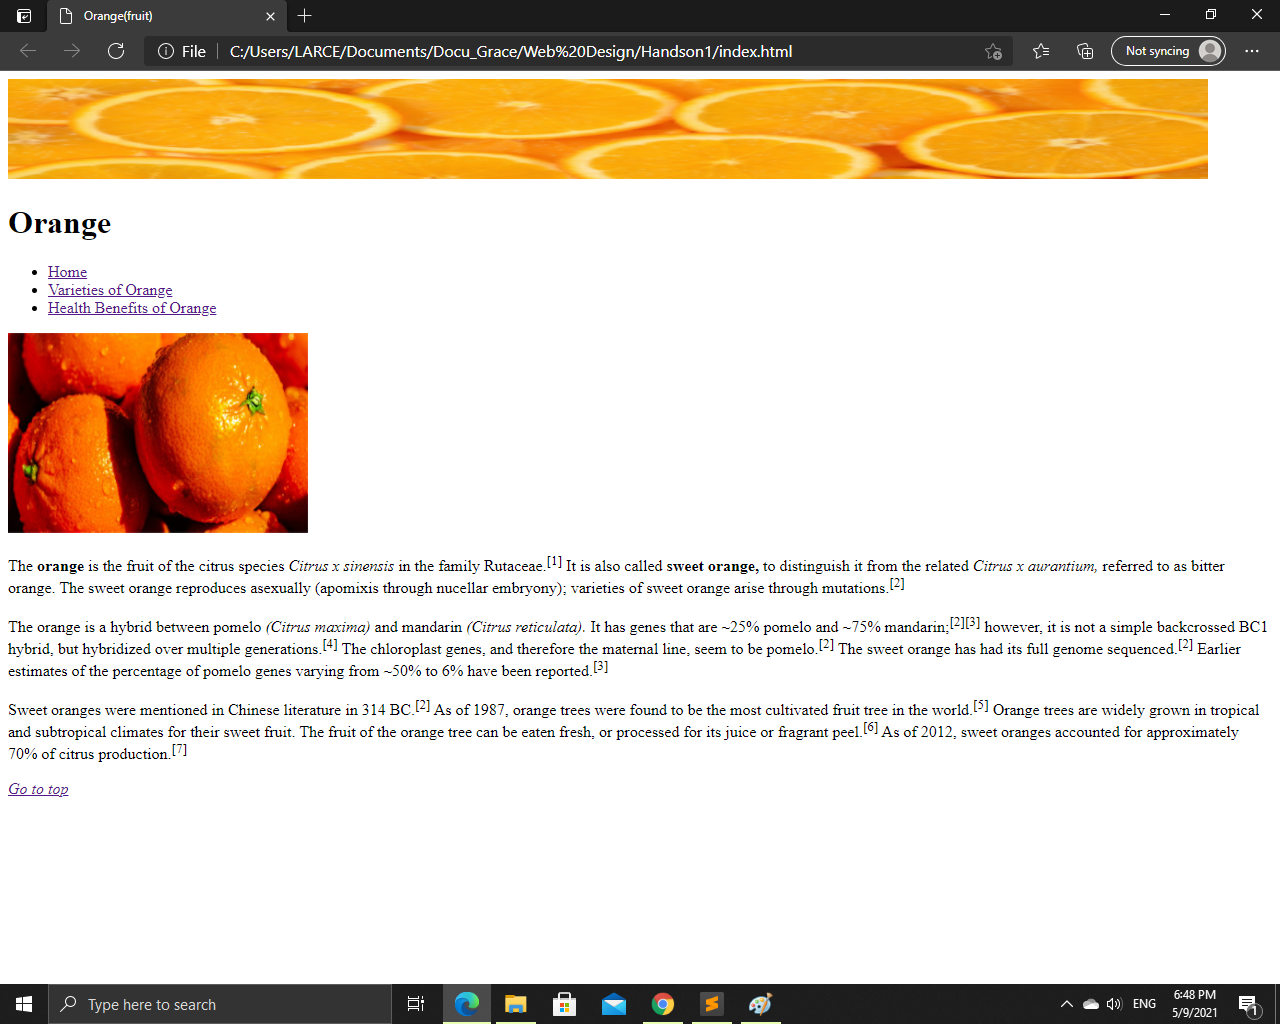 Orange(fruit)
File
C:/Users/LARCE/Documents/Docu_Grace/Web%20Design/Handson1/index.html
Not syncing
Orange
Home
Varieties of Orange
Health Benefits of Orange
The orange is the fruit of the citrus species Citrus x sinensis in the family Rutaceae.[1] It is also called sweet orange, to distinguish it from the related Citrus x aurantium, referred to as bitter
orange. The sweet orange reproduces asexually (apomixis through nucellar embryony); varieties of sweet orange arise through mutations.[2]
The orange is a hybrid between pomelo (Citrus maxima) and mandarin (Citrus reticulata). It has genes that are ~25% pomelo and ~75% mandarin;[2][3] however, it is not a simple backcrossed BC1
hybrid, but hybridized over multiple generations.[4] The chloroplast genes, and therefore the maternal line, seem to be pomelo.[2] The sweet orange has had its full genome sequenced.[2] Earlier
estimates of the percentage of pomelo genes varying from ~50% to 6% have been reported.[3]
Sweet oranges were mentioned in Chinese literature in 314 BC.[2] As of 1987, orange trees were found to be the most cultivated fruit tree in the world.[5] Orange trees are widely grown in tropical
and subtropical climates for their sweet fruit. The fruit of the orange tree can be eaten fresh, or processed for its juice or fragrant peel.[6] As of 2012, sweet oranges accounted for approximately
70% of citrus production.[7]
Go to top
Type here to search
ENG
6:48 PM
5/9/2021
1